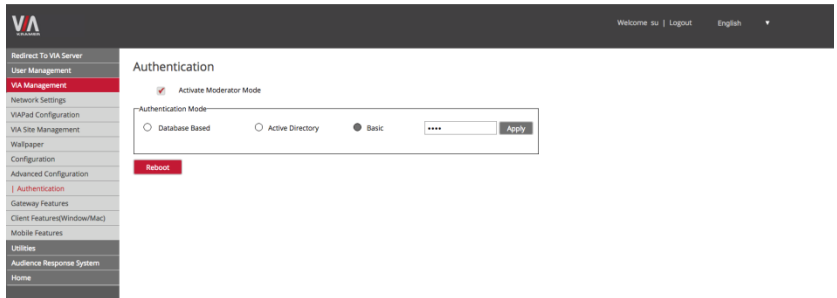 VIA
KRAMER
Welcome su | Logout English ▼
Redirect To VIA Server
User Management
VIA Management
Network Settings
VIAPad Configuration
VIA Site Management
Wallpaper
Configuration
Advanced Configuration
| Authentication
Gateway Features
Client Features(Window/Mac)
Mobile Features
Utilities
Audience Response System
Home
Authentication
Activate Moderator Mode
Authentication Mode
Database Based Active Directory Basic •••• Apply
Reboot